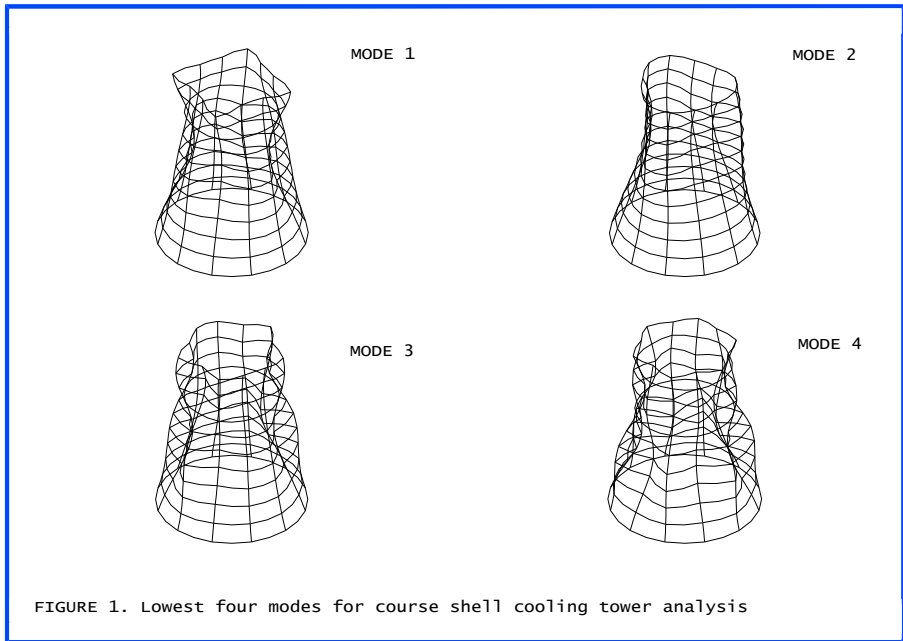 MODE 1
MODE 2
MODE 3
MODE 4
FIGURE 1. Lowest four modes for course shell cooling tower analysis